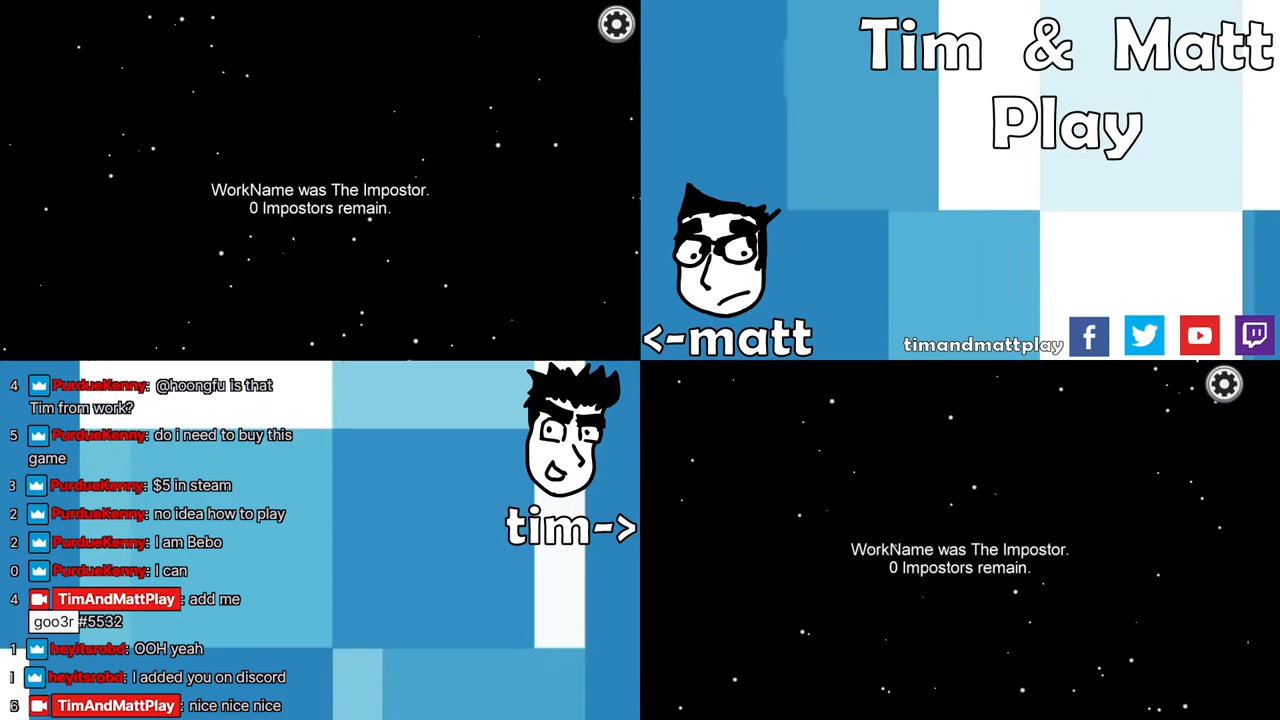 WorkName was The Impostor.
0 Impostors remain.
Tim & Matt
Play
<-matt
timandmattplay
4 PurdueKenny: @hoongfu is that
Tim from work?
5 PurdueKenny: do i need to buy this
game
3 PurdueKenny: $5 in steam
2 PurdueKenny: no idea how to play
2 PurdueKenny: I am Bebo
0 PurdueKenny: I can
4 TimAndMattPlay: add me
goo3r #5532
1 heyitsrobd: OOH yeah
1 heyitsrobd: I added you on discord
6 TimAndMattPlay: nice nice nice
tim->
WorkName was The Impostor.
0 Impostors remain.